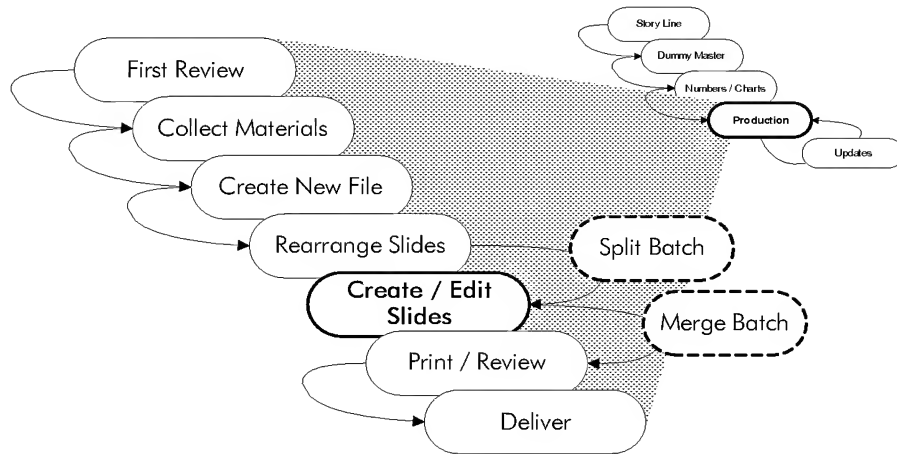 Story Line
Dummy Master
Numbers / Charts
Production
Updates
First Review
Collect Materials
Create New File
Rearrange Slides
Split Batch
Create / Edit
Slides
Merge Batch
Print / Review
Deliver